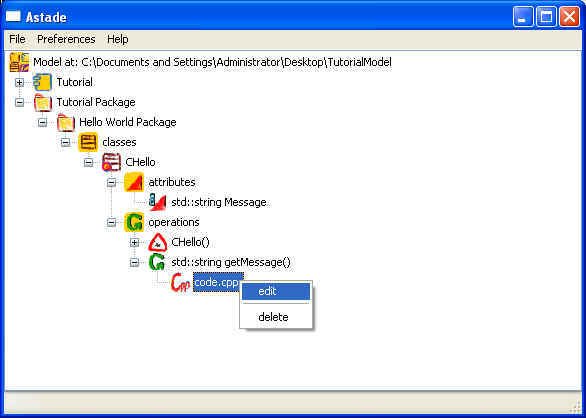 Astade
File Preferences Help
Model at: C:\Documents and Settings\Administrator\Desktop\TutorialModel
Tutorial
Tutorial Package
Hello World Package
classes
CHello
attributes
std::string Message
operations
CHello()
std::string getMessage()
Cpp code.cpp
edit
delete